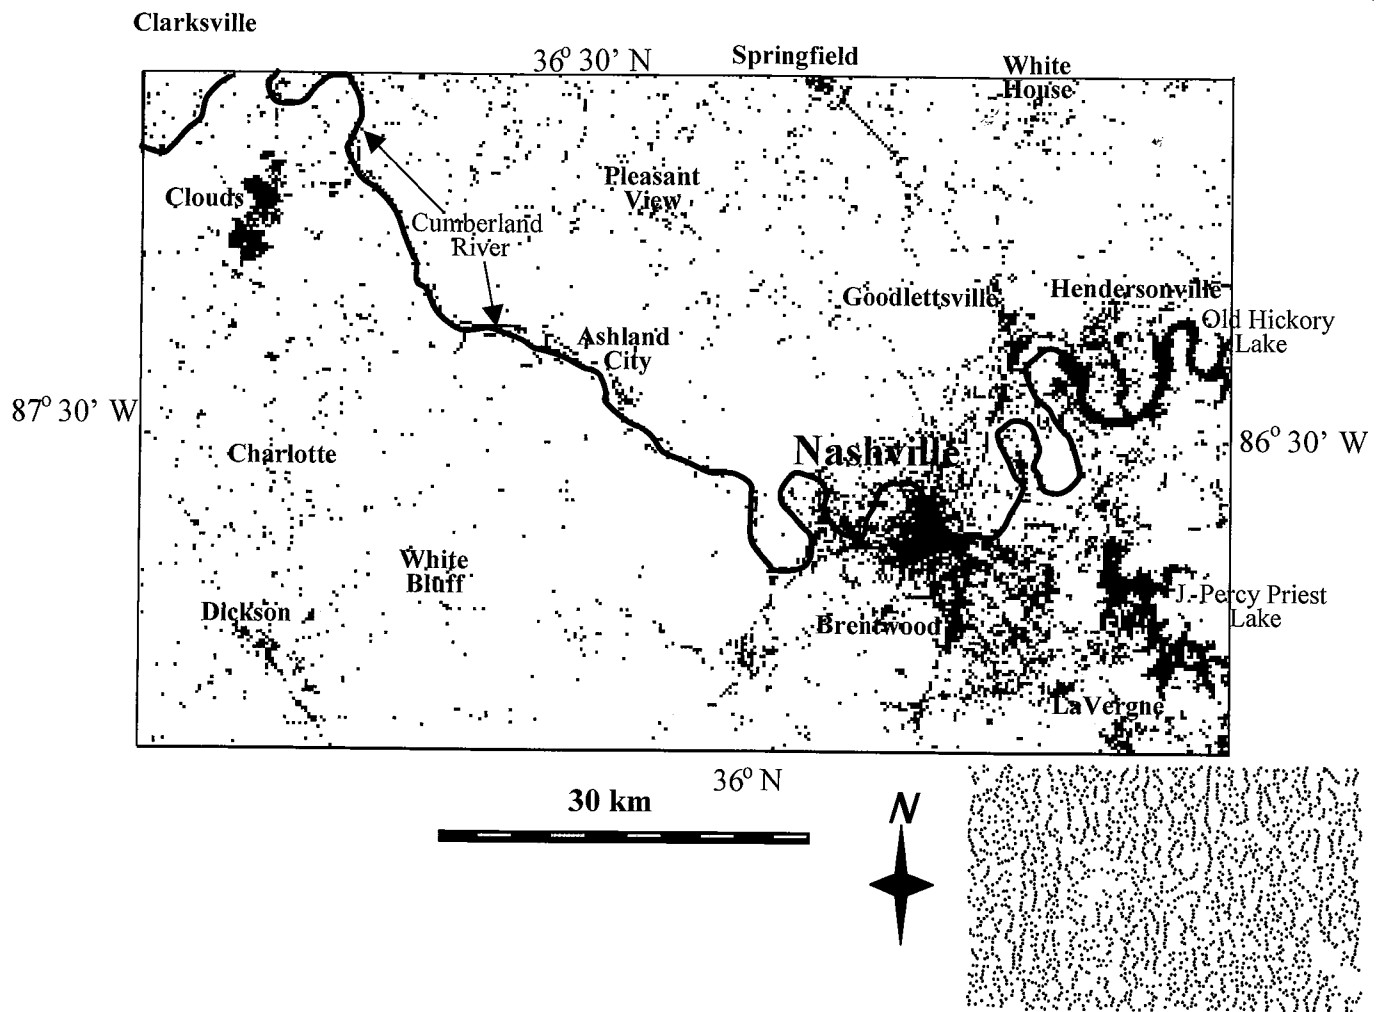 Clarksville
36° 30’ N
Springfield
White
House
Pleasant
View
Clouds
Cumberland
River
Goodlettsville
Hendersonville
Old Hickory
Lake
Ashland
City
87° 30’ W
86° 30’ W
Charlotte
Nashville
White
Bluff
Dickson
J. Percy Priest
Lake
Brentwood
LaVergne
36° N
30 km
N